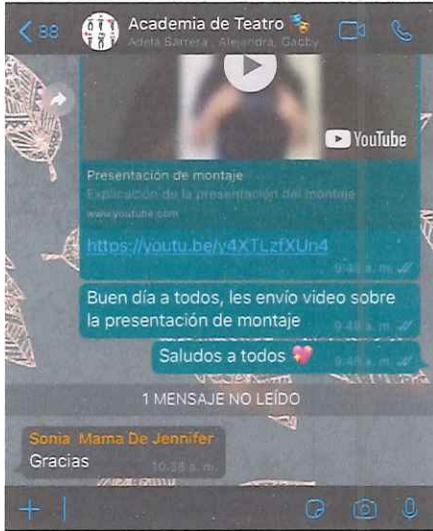 88
Academia de Teatro 🎭
Adela Barrera, Alejandra, Gabby
YouTube
Presentación de montaje
Explicación de la presentación del montaje
www.youtube.com
https://youtu.be/y4XTLzfXUn4
9:48 a. m.
Buen día a todos, les envío video sobre
la presentación de montaje
9:48 a. m.
Saludos a todos 💖
9:48 a. m.
1 MENSAJE NO LEÍDO
Sonia Mama De Jennifer
Gracias
10:38 a. m.